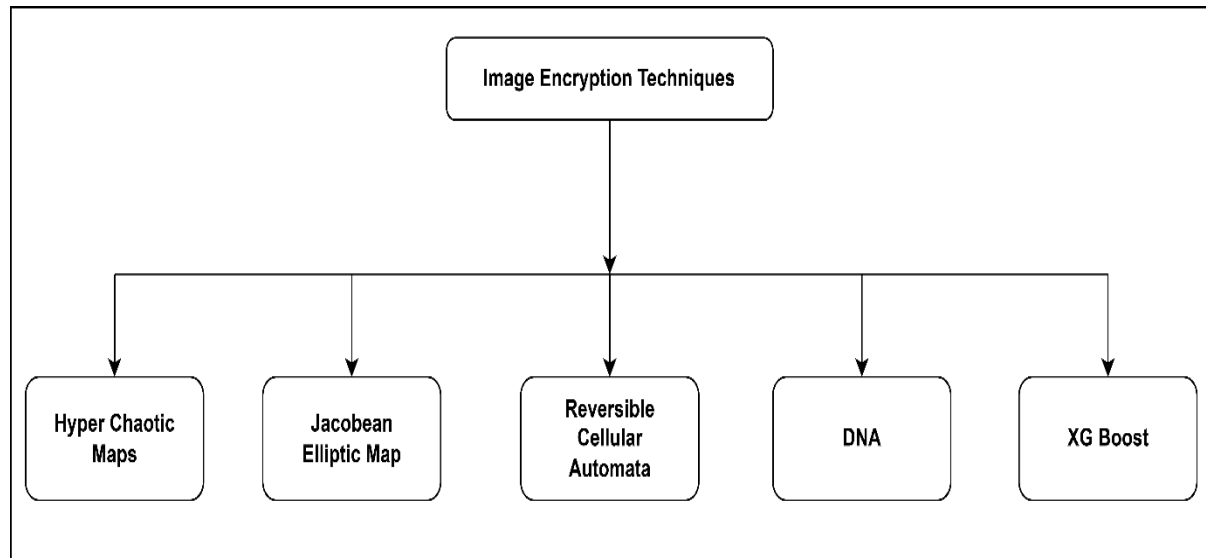 Image Encryption Techniques
Hyper Chaotic
Maps
Jacobean
Elliptic Map
Reversible
Cellular
Automata
DNA
XG Boost